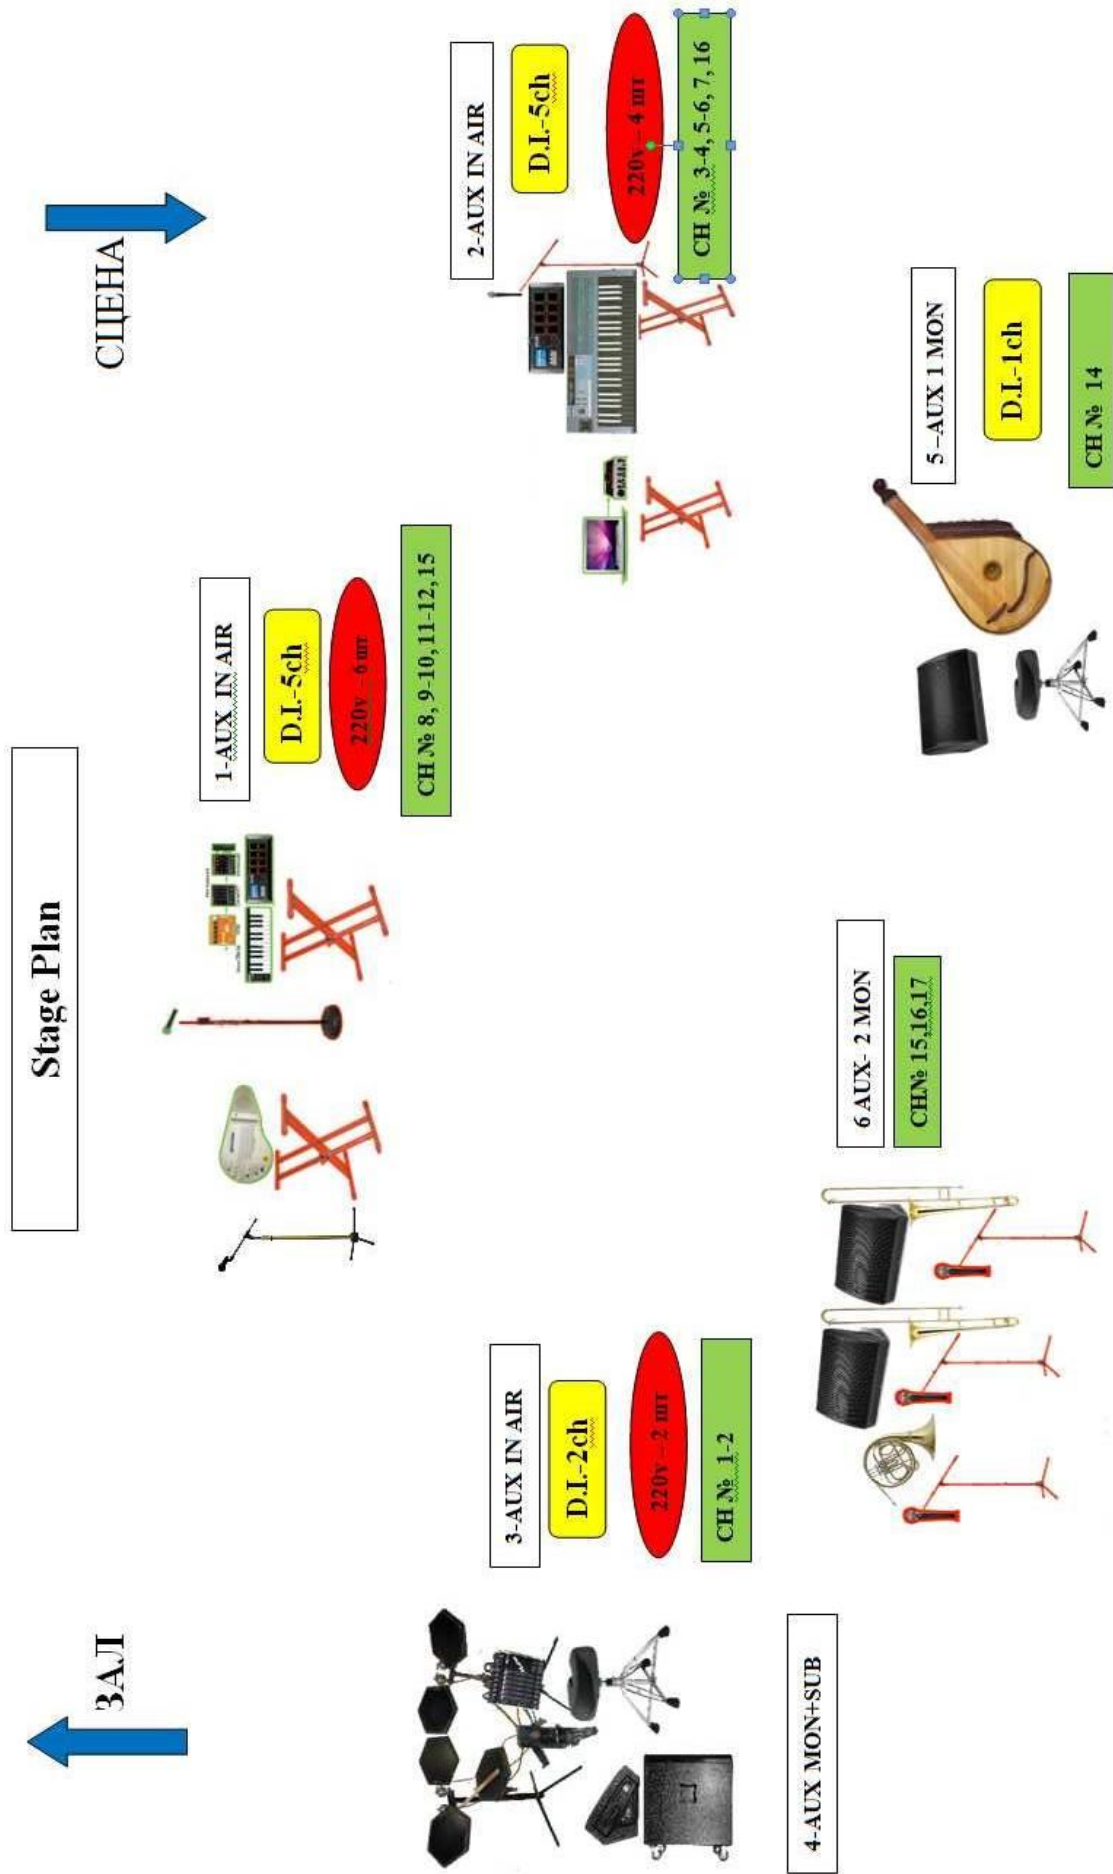 Stage Plan
ЗАЛ
СЦЕНА
1-AUX IN AIR
D.I.-5ch
220v – 6 шт
CH № 8, 9-10, 11-12, 15
2-AUX IN AIR
D.I.-5ch
220v – 4 шт
CH № 3-4, 5-6, 7, 16
3-AUX IN AIR
D.I.-2ch
220v – 2 шт
CH № 1-2
4-AUX MON+SUB
6 AUX- 2 MON
CH№ 15,16,17
5 –AUX 1 MON
D.I.-1ch
CH № 14